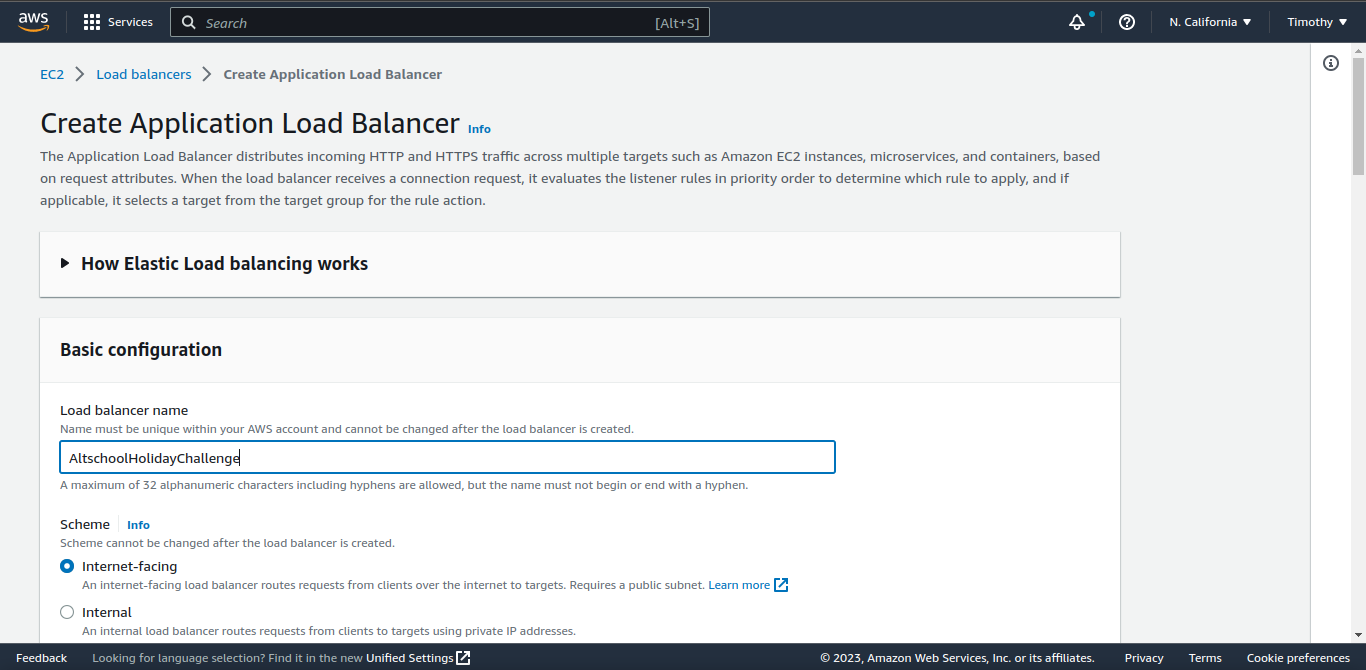 aws Services Search [Alt+S] N. California Timothy
EC2 Load balancers Create Application Load Balancer
Create Application Load Balancer Info
The Application Load Balancer distributes incoming HTTP and HTTPS traffic across multiple targets such as Amazon EC2 instances, microservices, and containers, based
on request attributes. When the load balancer receives a connection request, it evaluates the listener rules in priority order to determine which rule to apply, and if
applicable, it selects a target from the target group for the rule action.
How Elastic Load balancing works
Basic configuration
Load balancer name
Name must be unique within your AWS account and cannot be changed after the load balancer is created.
AltschoolHolidayChallenge
A maximum of 32 alphanumeric characters including hyphens are allowed, but the name must not begin or end with a hyphen.
Scheme Info
Scheme cannot be changed after the load balancer is created.
Internet-facing
An internet-facing load balancer routes requests from clients over the internet to targets. Requires a public subnet. Learn more
Internal
An internal load balancer routes requests from clients to targets using private IP addresses.
Feedback Looking for language selection? Find it in the new Unified Settings © 2023, Amazon Web Services, Inc. or its affiliates. Privacy Terms Cookie preferences